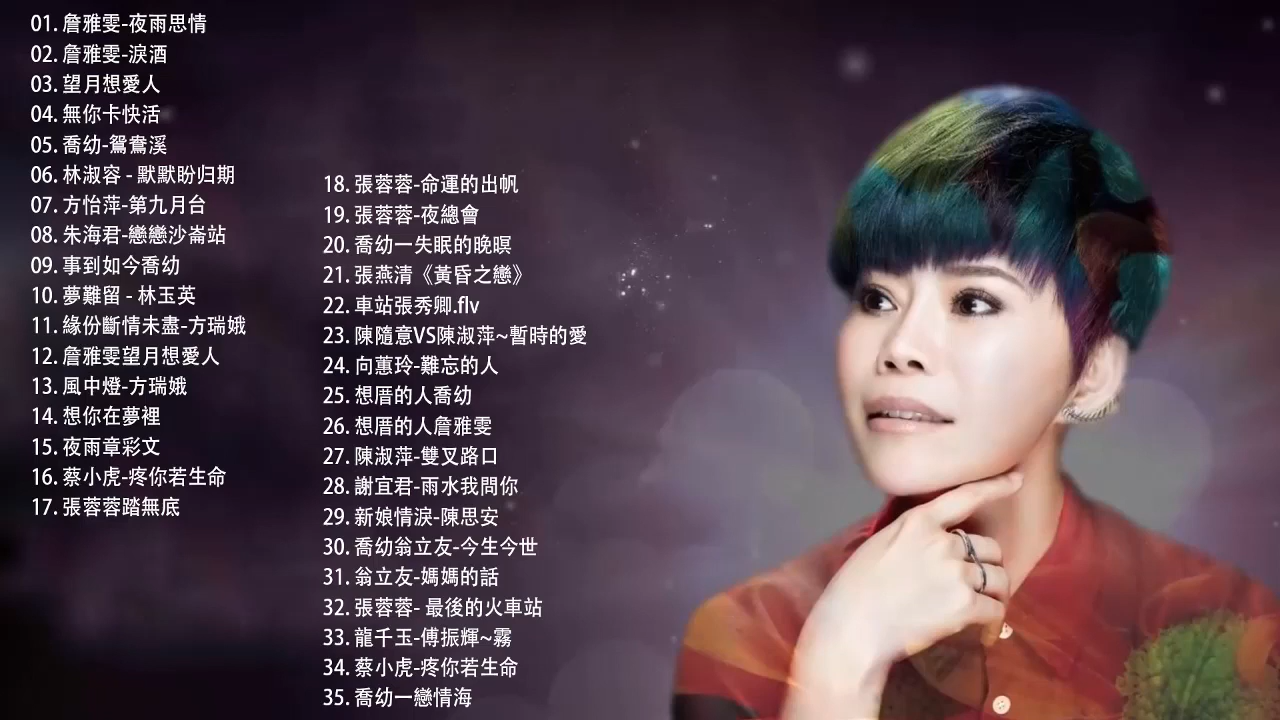 01. 詹雅雯-夜雨思情
02. 詹雅雯-淚酒
03. 望月想愛人
04. 無你卡快活
05. 喬幼-鴛鴦溪
06. 林淑容 - 默默盼归期
07. 方怡萍-第九月台
08. 朱海君-戀戀沙崙站
09. 事到如今喬幼
10. 夢難留 - 林玉英
11. 緣份斷情未盡-方瑞娥
12. 詹雅雯望月想愛人
13. 風中燈-方瑞娥
14. 想你在夢裡
15. 夜雨章彩文
16. 蔡小虎-疼你若生命
17. 張蓉蓉踏無底
18. 張蓉蓉-命運的出帆
19. 張蓉蓉-夜總會
20. 喬幼一失眠的晚暝
21. 張燕清《黃昏之戀》
22. 車站張秀卿.flv
23. 陳隨意VS陳淑萍~暫時的愛
24. 向蕙玲-難忘的人
25. 想厝的人喬幼
26. 想厝的人詹雅雯
27. 陳淑萍-雙叉路口
28. 謝宜君-雨水我問你
29. 新娘情淚-陳思安
30. 喬幼翁立友-今生今世
31. 翁立友-媽媽的話
32. 張蓉蓉- 最後的火車站
33. 龍千玉-傅振輝~霧
34. 蔡小虎-疼你若生命
35. 喬幼一戀情海